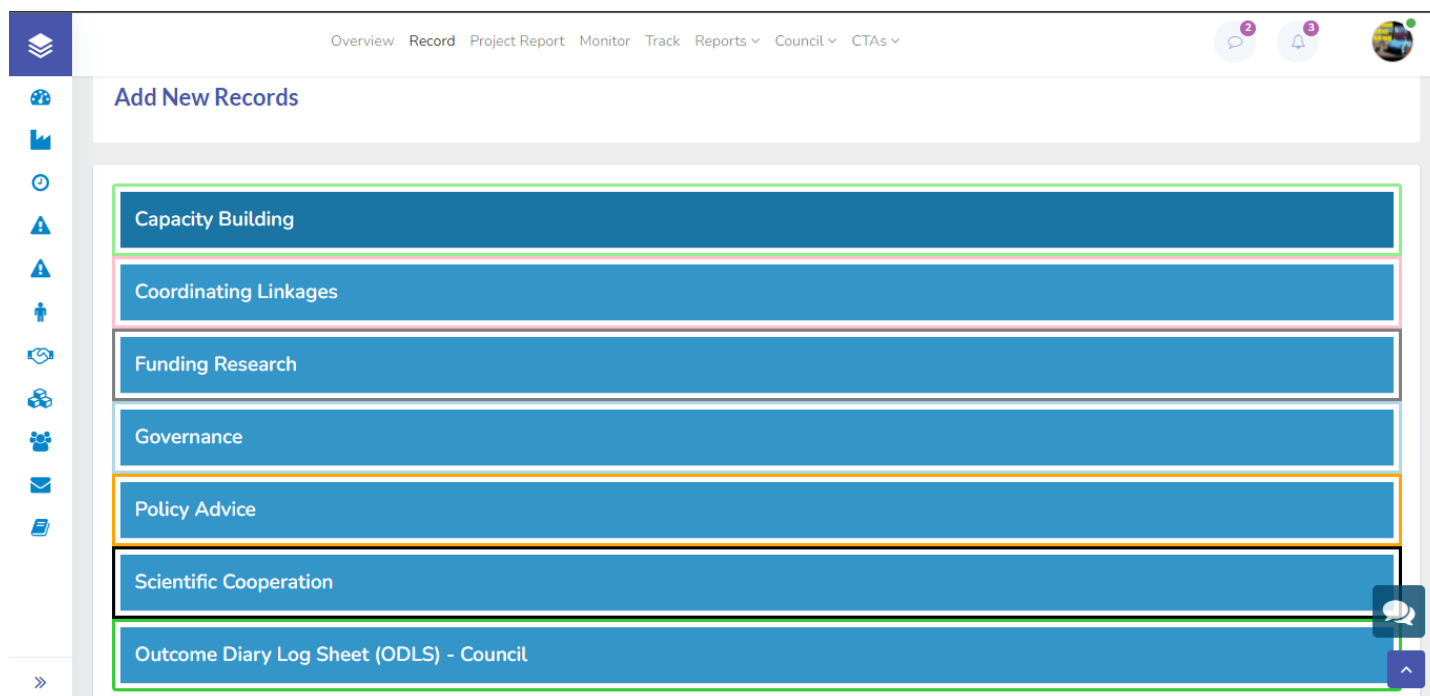 Overview Record Project Report Monitor Track Reports Council CTAs 2 3
Add New Records
Capacity Building
Coordinating Linkages
Funding Research
Governance
Policy Advice
Scientific Cooperation
Outcome Diary Log Sheet (ODLS) - Council